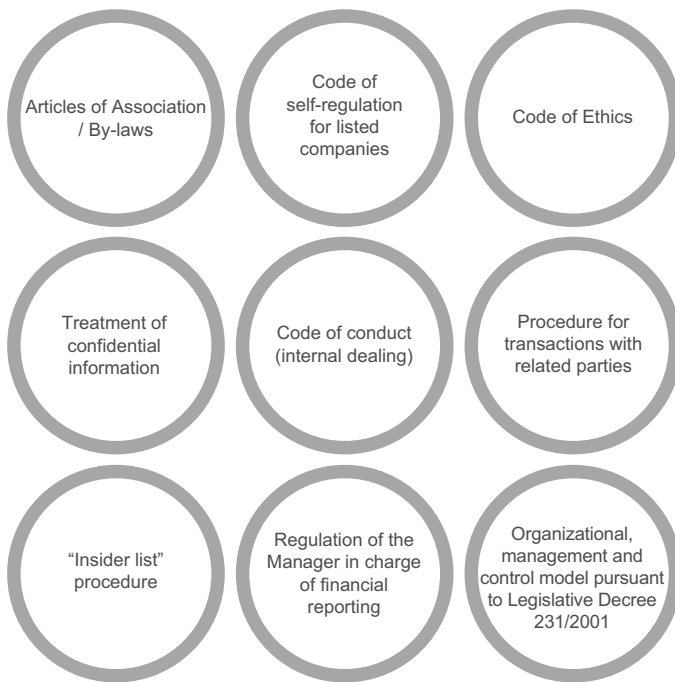 Articles of Association
/ By-laws
Code of
self-regulation
for listed
companies
Code of Ethics
Treatment of
confidential
information
Code of conduct
(internal dealing)
Procedure for
transactions with
related parties
“Insider list”
procedure
Regulation of the
Manager in charge
of financial
reporting
Organizational,
management and
control model pursuant
to Legislative Decree
231/2001